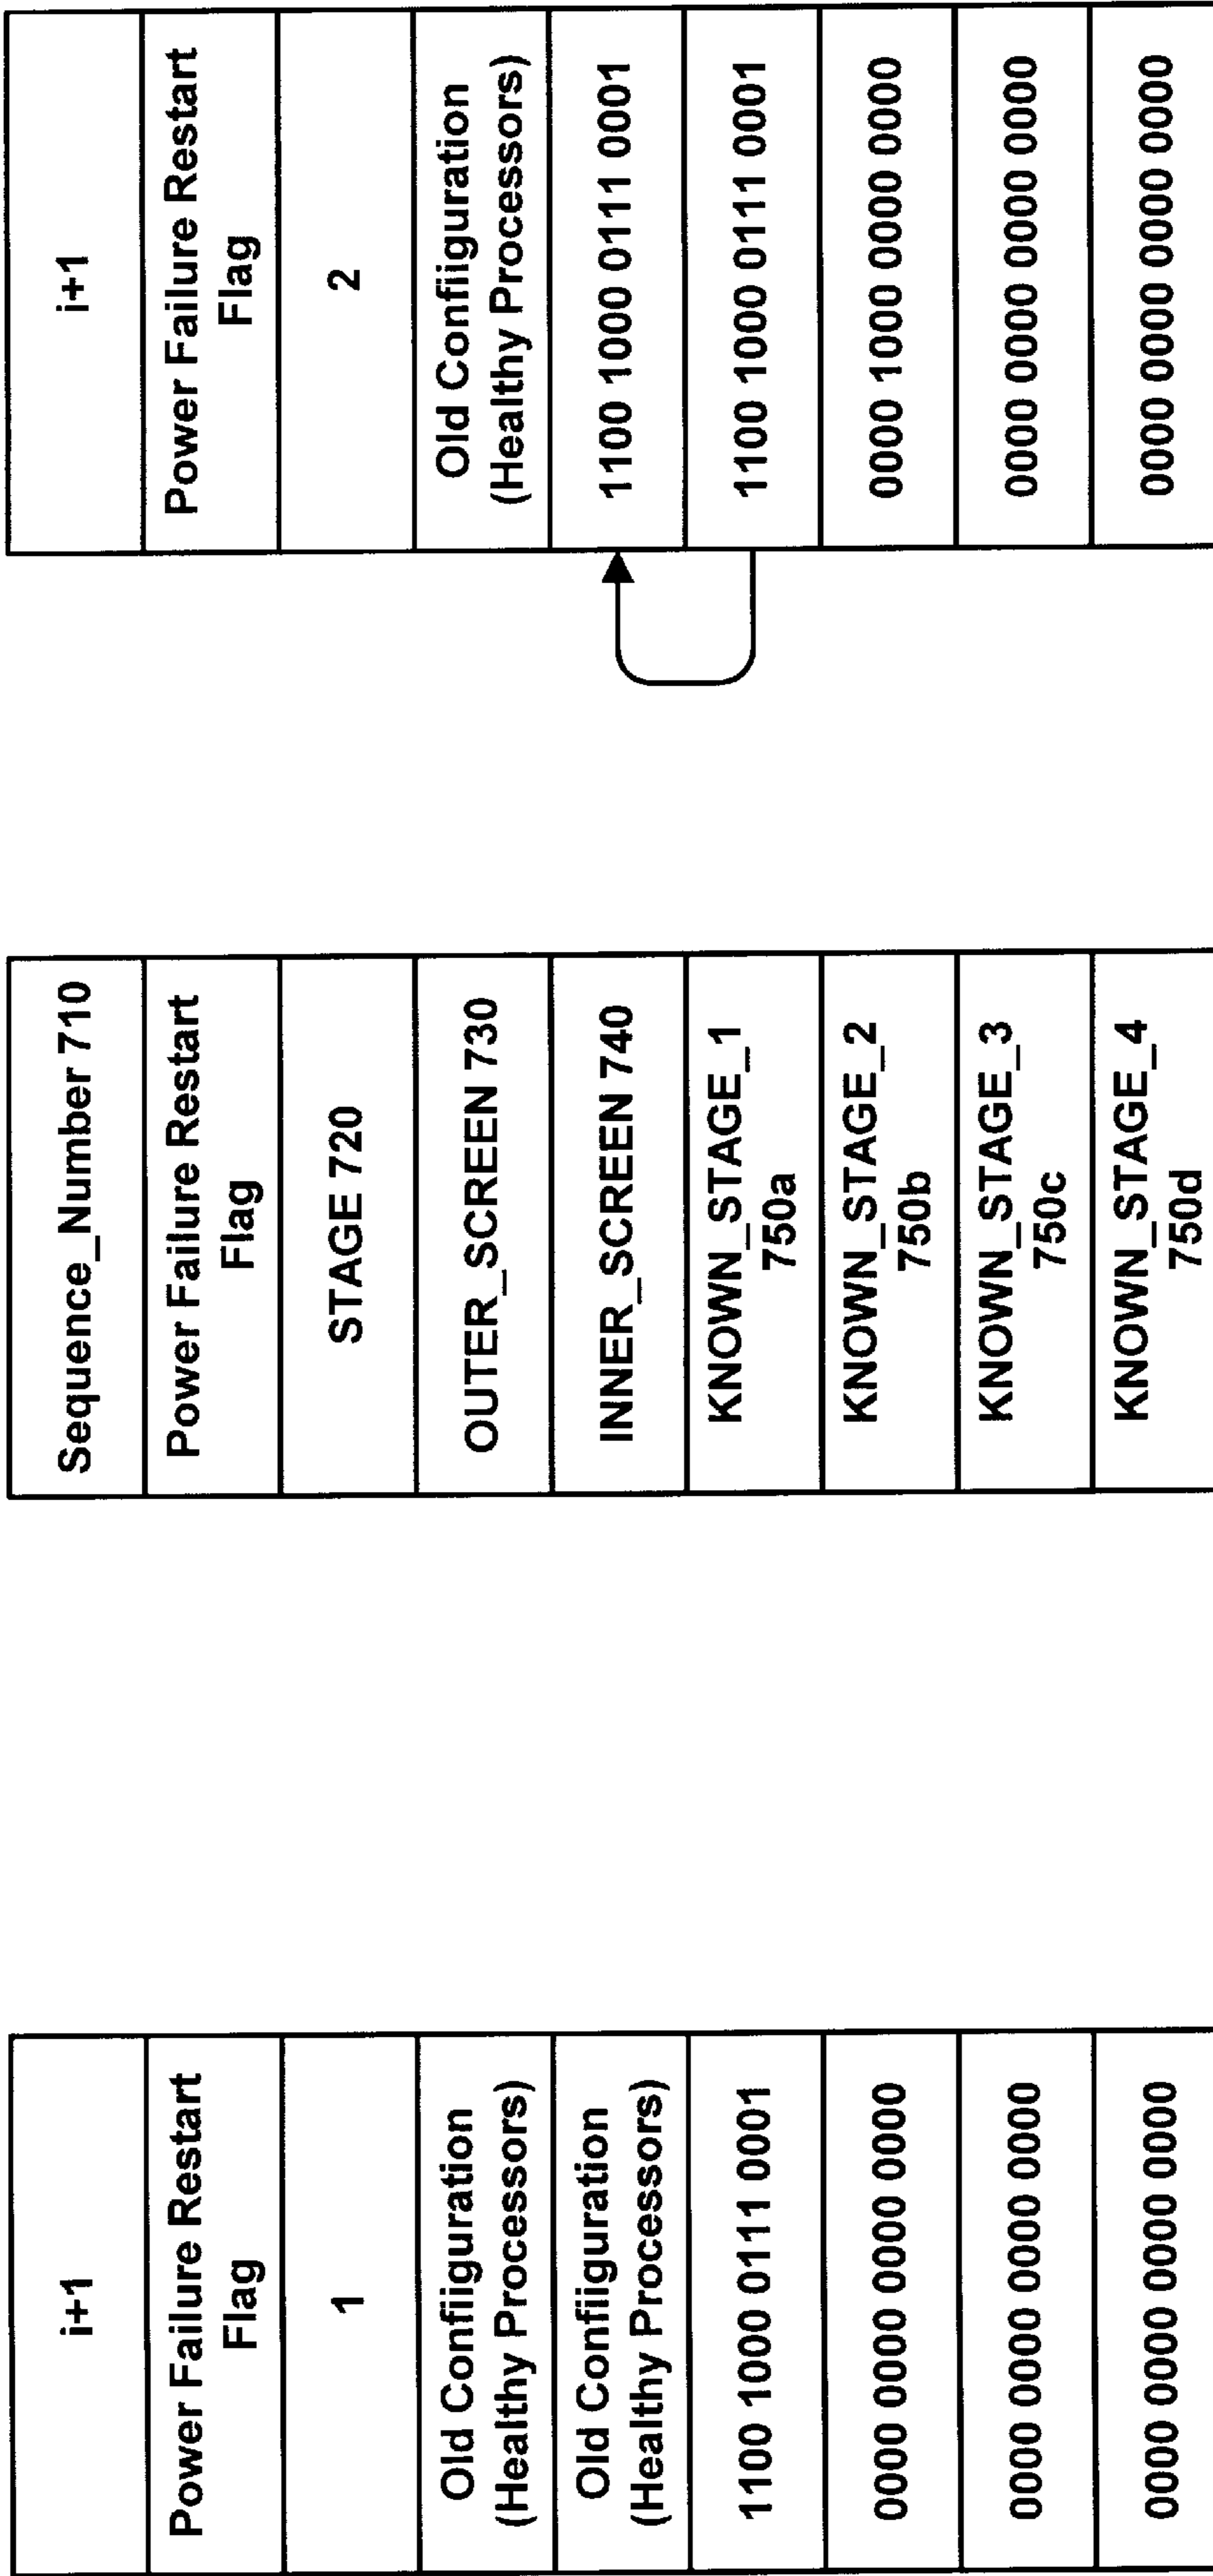 i+1
Power Failure Restart
Flag
1
Old Confiiguration
(Healthy Processors)
Old Confiiguration
(Healthy Processors)
1100 1000 0111 0001
0000 0000 0000 0000
0000 0000 0000 0000
0000 0000 0000 0000
Sequence_Number 710
Power Failure Restart
Flag
STAGE 720
OUTER_SCREEN 730
INNER_SCREEN 740
KNOWN_STAGE_1
750a
KNOWN_STAGE_2
750b
KNOWN_STAGE_3
750c
KNOWN_STAGE_4
750d
i+1
Power Failure Restart
Flag
2
Old Confiiguration
(Healthy Processors)
1100 1000 0111 0001
1100 1000 0111 0001
0000 1000 0000 0000
0000 0000 0000 0000
0000 0000 0000 0000